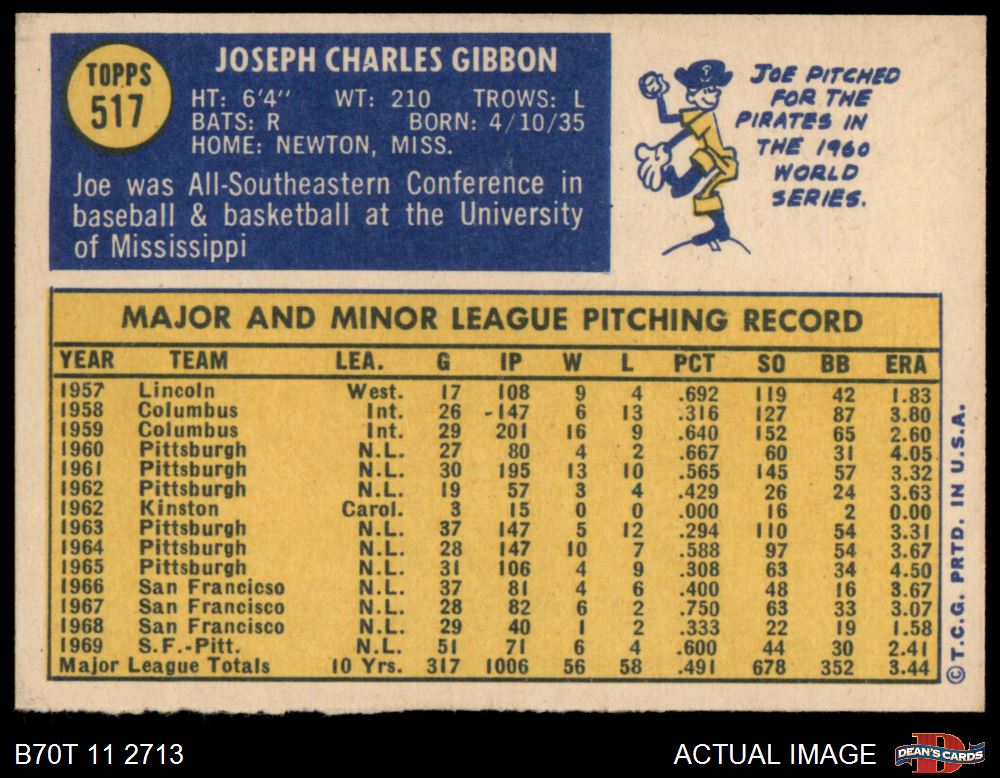 TOPPS
517
JOSEPH CHARLES GIBBON
HT: 6'4" WT: 210 TROWS: L
BATS: R BORN: 4/10/35
HOME: NEWTON, MISS.
Joe was All-Southeastern Conference in
baseball & basketball at the University
of Mississippi
P
JOE PITCHED
FOR THE
PIRATES IN
THE 1960
WORLD
SERIES.
MAJOR AND MINOR LEAGUE PITCHING RECORD
YEAR TEAM LEA. G IP W L PCT SO BB ERA
1957 Lincoln West. 17 108 9 4 .692 119 42 1.83
1958 Columbus Int. 26 -147 6 13 .316 127 87 3.80
1959 Columbus Int. 29 201 16 9 .640 152 65 2.60
1960 Pittsburgh N.L. 27 80 4 2 .667 60 31 4.05
1961 Pittsburgh N.L. 30 195 13 10 .565 145 57 3.32
1962 Pittsburgh N.L. 19 57 3 4 .429 26 24 3.63
1962 Kinston Carol. 3 15 0 0 .000 16 2 0.00
1963 Pittsburgh N.L. 37 147 5 12 .294 110 54 3.31
1964 Pittsburgh N.L. 28 147 10 7 .588 97 54 3.67
1965 Pittsburgh N.L. 31 106 4 9 .308 63 34 4.50
1966 San Francicso N.L. 37 81 4 6 .400 48 16 3.67
1967 San Francisco N.L. 28 82 6 2 .750 63 33 3.07
1968 San Francisco N.L. 29 40 1 2 .333 22 19 1.58
1969 S.F.-Pitt. N.L. 51 71 6 4 .600 44 30 2.41
Major League Totals 10 Yrs. 317 1006 56 58 .491 678 352 3.44
© T.C.G. PRTD. IN U.S.A.
B70T 11 2713
ACTUAL IMAGE
D
DEAN'S CARDS